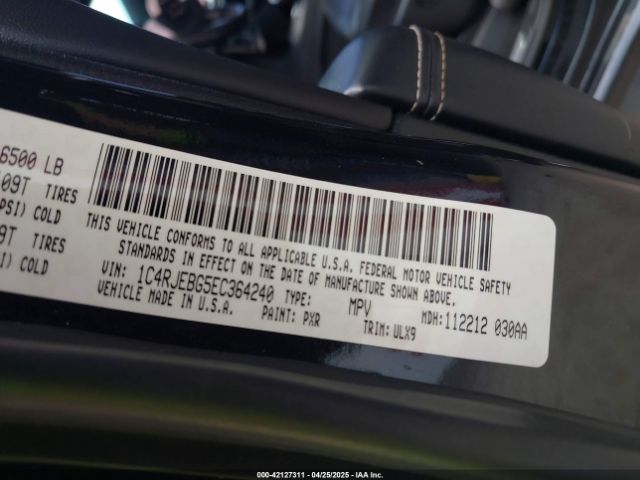 6500 LB
09T TIRES
PSI) COLD
9T TIRES
SI) COLD
THIS VEHICLE CONFORMS TO ALL APPLICABLE U.S.A. FEDERAL MOTOR VEHICLE SAFETY
STANDARDS IN EFFECT ON THE DATE OF MANUFACTURE SHOWN ABOVE.
VIN: 1C4RJEBG5EC364240 TYPE: MPV MDH: 112212 030AA
VEHICLE MADE IN U.S.A. PAINT: PXR TRIM: ULX9
000-42127311 - 04/25/2025 - IAA Inc.